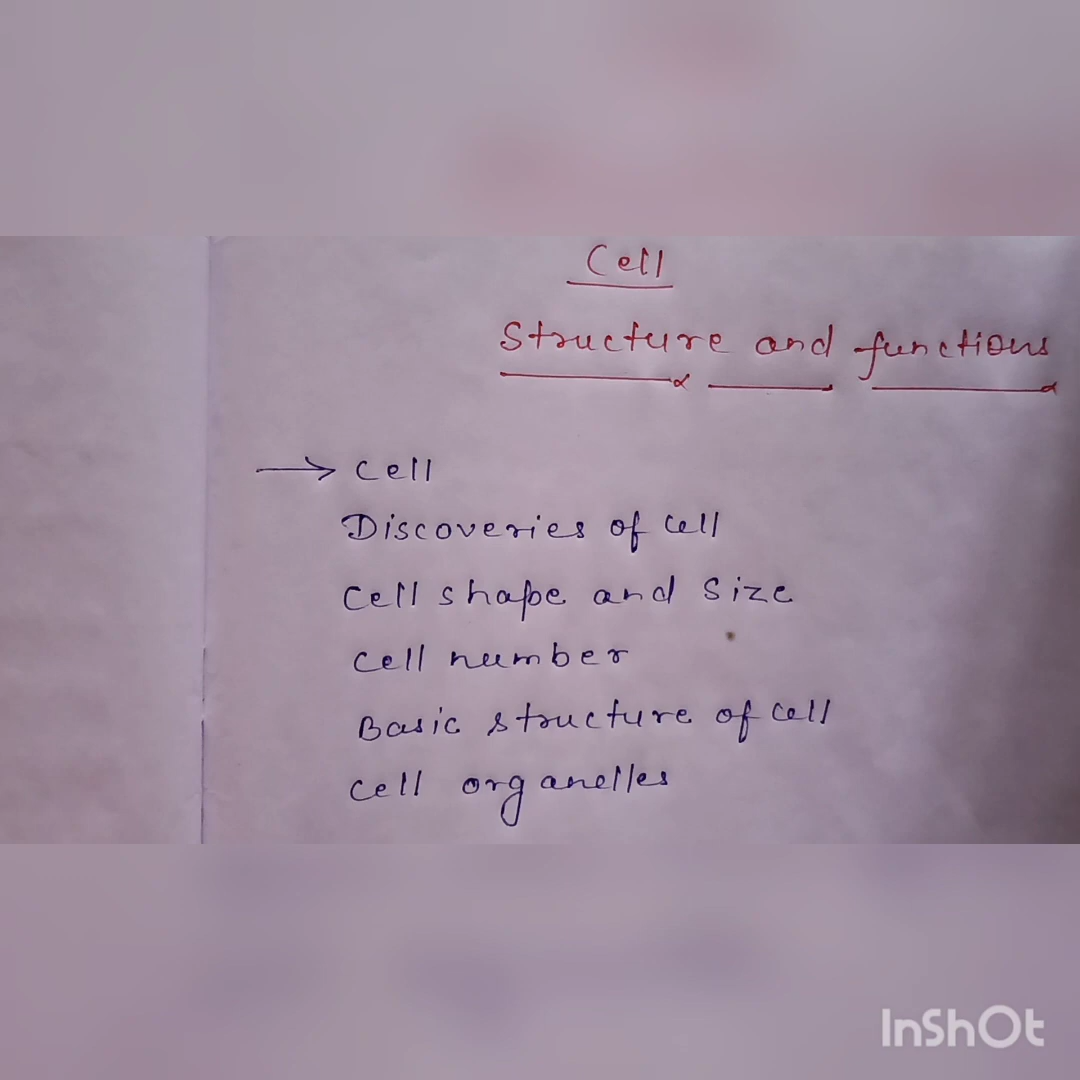 Cell
Structure and functions
→ cell
Discoveries of cell
Cell shape and size
Cell number
Basic structure of cell
Cell organelles
InShOt